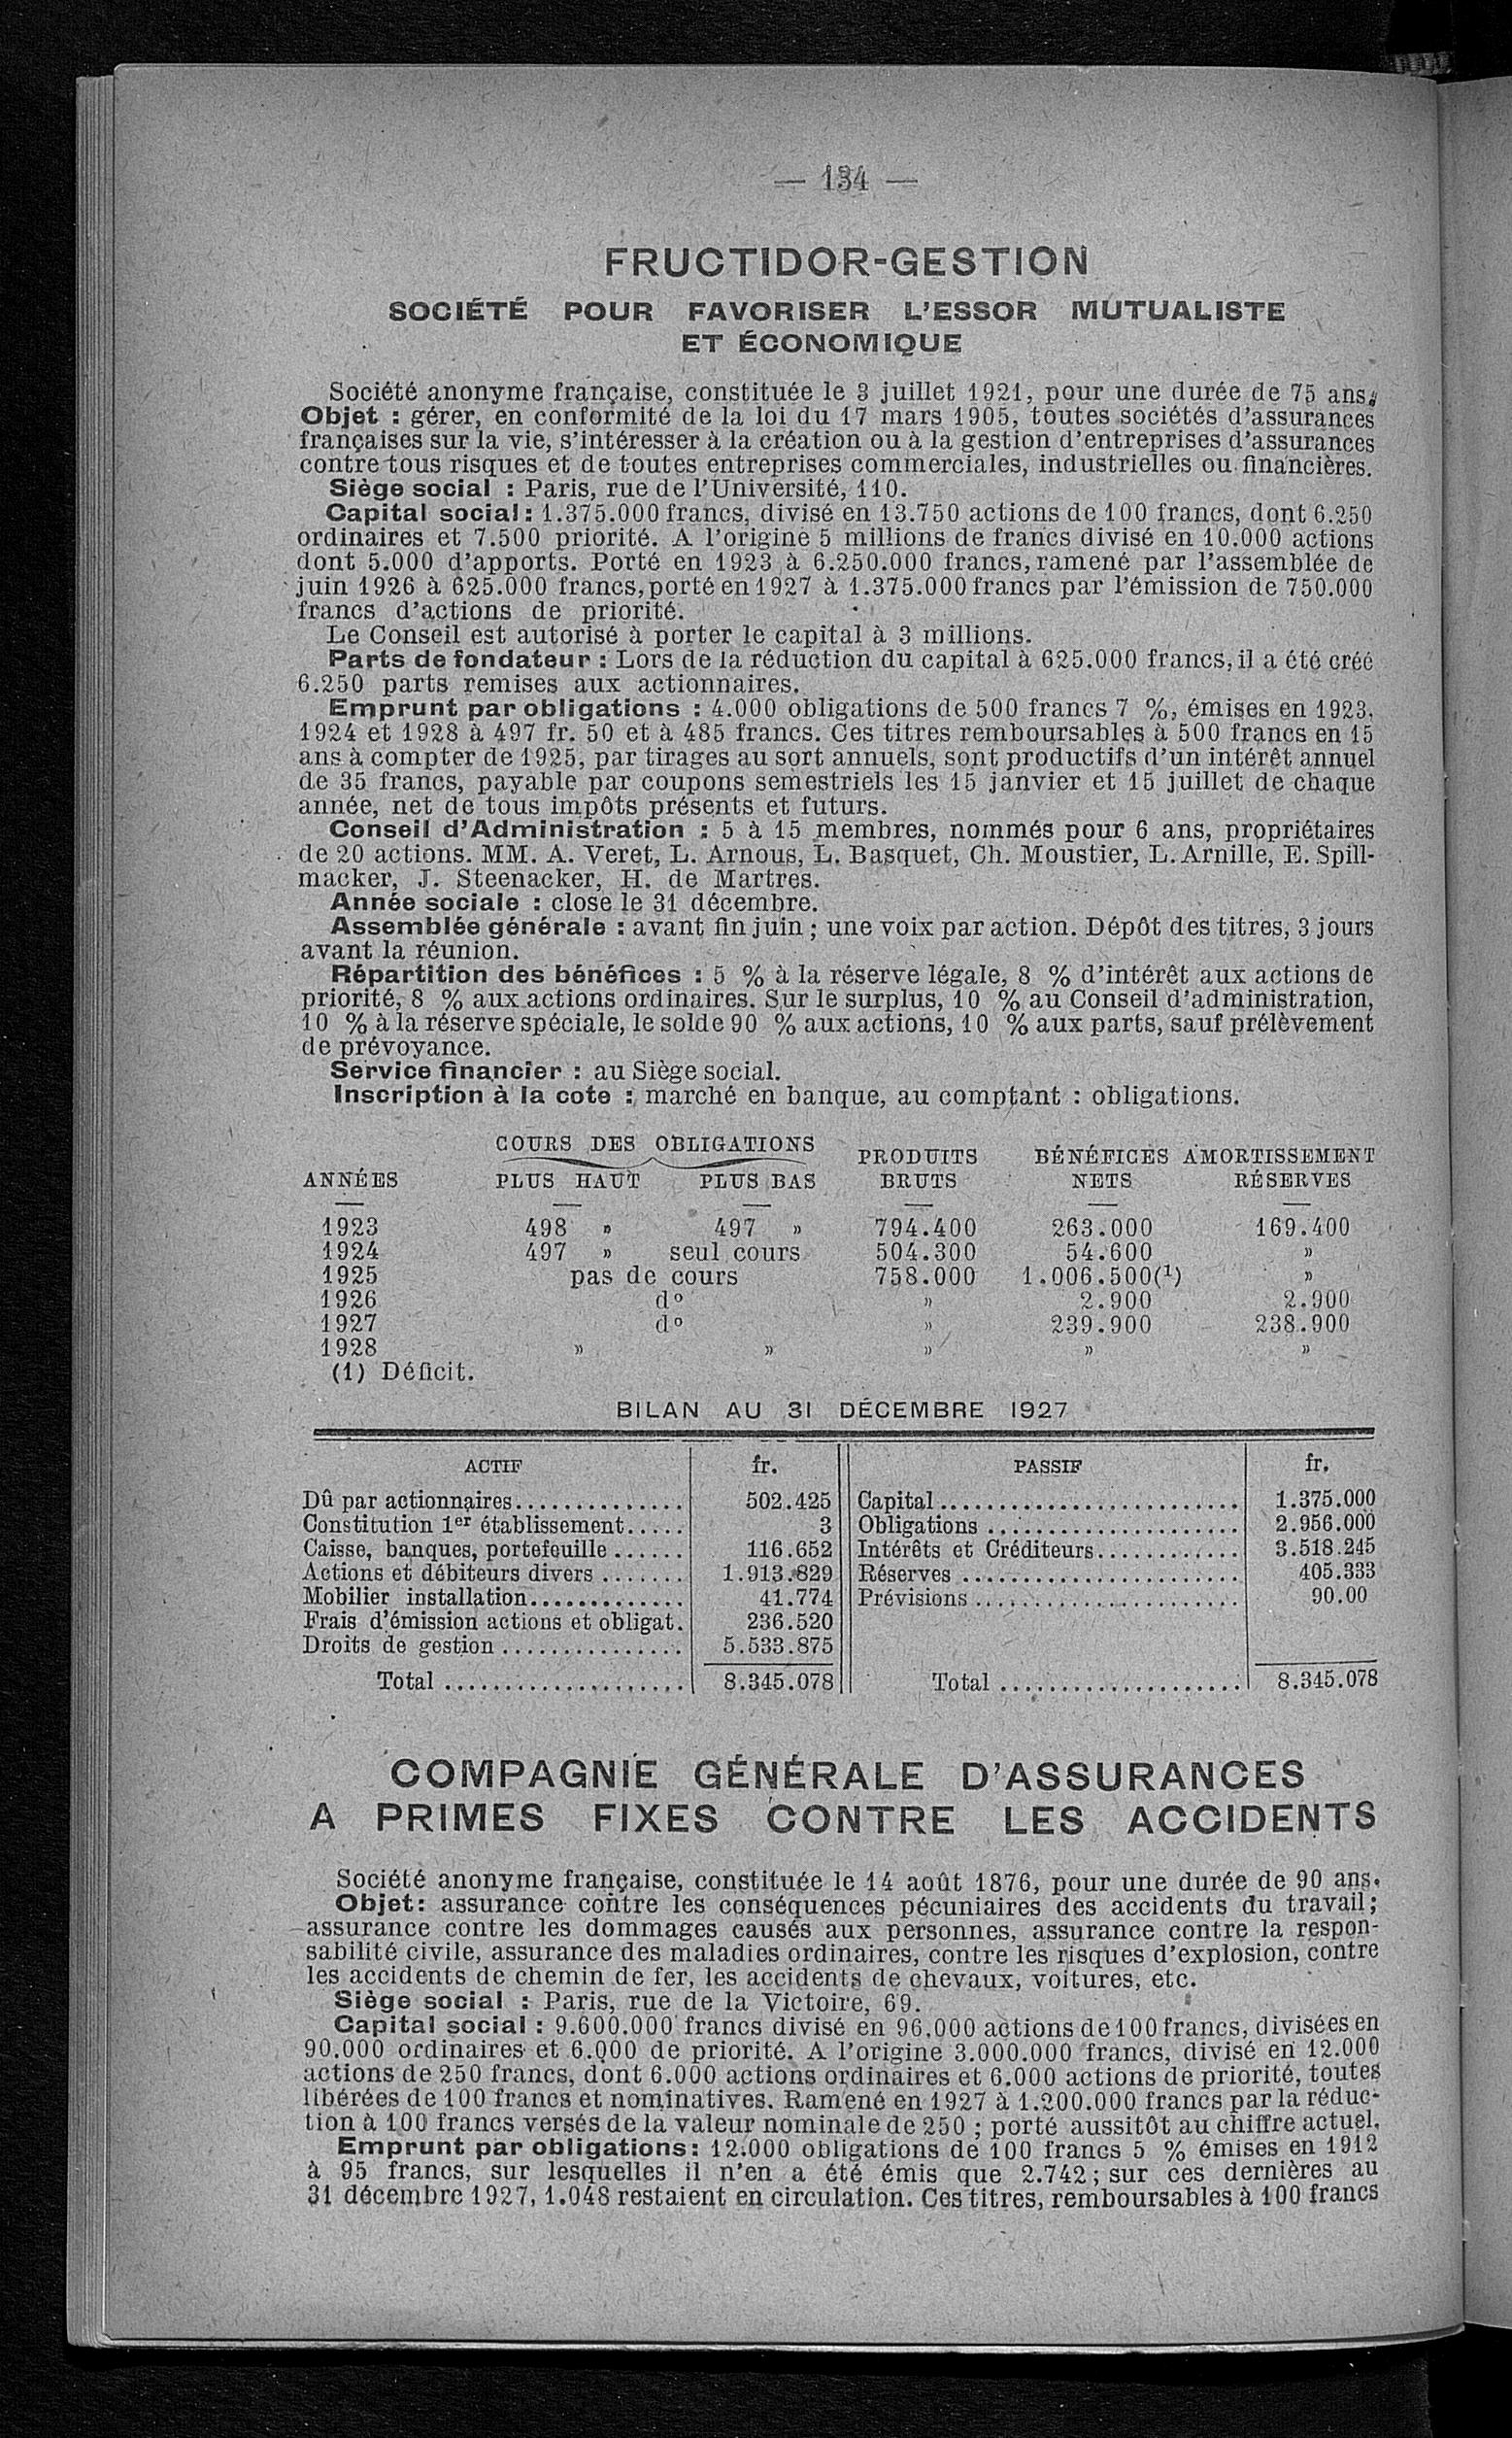 — 134 —
FRUCTIDOR-GESTION
SOCIÉTÉ POUR FAVORISER L'ESSOR MUTUALISTE
ET ÉCONOMIQUE
Société anonyme française, constituée le 3 juillet 1921, pour une durée de 75 ans.
Objet : gérer, en conformité de la loi du 17 mars 1905, toutes sociétés d'assurances
françaises sur la vie, s'intéresser à la création ou à la gestion d'entreprises d'assurances
contre tous risques et de toutes entreprises commerciales, industrielles ou financières.
Siège social : Paris, rue de l'Université, 110.
Capital social : 1.375.000 francs, divisé en 13.750 actions de 100 francs, dont 6.250
ordinaires et 7.500 priorité. A l'origine 5 millions de francs divisé en 10.000 actions
dont 5.000 d'apports. Porté en 1923 à 6.250.000 francs, ramené par l'assemblée de
juin 1926 à 625.000 francs, porté en 1927 à 1.375.000 francs par l'émission de 750.000
francs d'actions de priorité.
Le Conseil est autorisé à porter le capital à 3 millions.
Parts de fondateur : Lors de la réduction du capital à 625.000 francs, il a été créé
6.250 parts remises aux actionnaires.
Emprunt par obligations : 4.000 obligations de 500 francs 7 %, émises en 1923,
1924 et 1928 à 497 fr. 50 et à 485 francs. Ces titres remboursables à 500 francs en 15
ans à compter de 1925, par tirages au sort annuels, sont productifs d'un intérêt annuel
de 35 francs, payable par coupons semestriels les 15 janvier et 15 juillet de chaque
année, net de tous impôts présents et futurs.
Conseil d'Administration : 5 à 15 membres, nommés pour 6 ans, propriétaires
de 20 actions. MM. A. Veret, L. Arnous, L. Basquet, Ch. Moustier, L. Arnille, E. Spill-
macker, J. Steenacker, H. de Martres.
Année sociale : close le 31 décembre.
Assemblée générale : avant fin juin ; une voix par action. Dépôt des titres, 3 jours
avant la réunion.
Répartition des bénéfices : 5 % à la réserve légale, 8 % d'intérêt aux actions de
priorité, 8 % aux actions ordinaires. Sur le surplus, 10 % au Conseil d'administration,
10 % à la réserve spéciale, le solde 90 % aux actions, 10 % aux parts, sauf prélèvement
de prévoyance.
Service financier : au Siège social.
Inscription à la cote : marché en banque, au comptant : obligations.
COURS DES OBLIGATIONS PRODUITS BÉNÉFICES AMORTISSEMENT
ANNÉES PLUS HAUT PLUS BAS BRUTS NETS RÉSERVES
1923 498 » 497 » 794.400 263.000 169.400
1924 497 » seul cours 504.300 54.600 »
1925 pas de cours 758.000 1.006.500(1) »
1926 do » 2.900 2.900
1927 do » 239.900 238.900
1928 » » » » »
(1) Déficit.
BILAN AU 31 DÉCEMBRE 1927
ACTIF fr. PASSIF fr.
Dû par actionnaires.............. 502.425 Capital......................... 1.375.000
Constitution 1er établissement..... 3 Obligations ..................... 2.956.000
Caisse, banques, portefeuille ...... 116.652 Intérêts et Créditeurs............ 3.518.245
Actions et débiteurs divers ....... 1.913.829 Réserves ....................... 405.333
Mobilier installation............. 41.774 Prévisions ...................... 90.00
Frais d'émission actions et obligat. 236.520
Droits de gestion ............... 5.533.875
Total .................... 8.345.078 Total .................... 8.345.078
COMPAGNIE GÉNÉRALE D'ASSURANCES
A PRIMES FIXES CONTRE LES ACCIDENTS
Société anonyme française, constituée le 14 août 1876, pour une durée de 90 ans.
Objet : assurance contre les conséquences pécuniaires des accidents du travail ;
assurance contre les dommages causés aux personnes, assurance contre la respon-
sabilité civile, assurance des maladies ordinaires, contre les risques d'explosion, contre
les accidents de chemin de fer, les accidents de chevaux, voitures, etc.
Siège social : Paris, rue de la Victoire, 69.
Capital social : 9.600.000 francs divisé en 96.000 actions de 100 francs, divisées en
90.000 ordinaires et 6.000 de priorité. A l'origine 3.000.000 francs, divisé en 12.000
actions de 250 francs, dont 6.000 actions ordinaires et 6.000 actions de priorité, toutes
libérées de 100 francs et nominatives. Ramené en 1927 à 1.200.000 francs par la réduc-
tion à 100 francs versés de la valeur nominale de 250 ; porté aussitôt au chiffre actuel.
Emprunt par obligations : 12.000 obligations de 100 francs 5 % émises en 1912
à 95 francs, sur lesquelles il n'en a été émis que 2.742 ; sur ces dernières au
31 décembre 1927, 1.048 restaient en circulation. Ces titres, remboursables à 100 francs